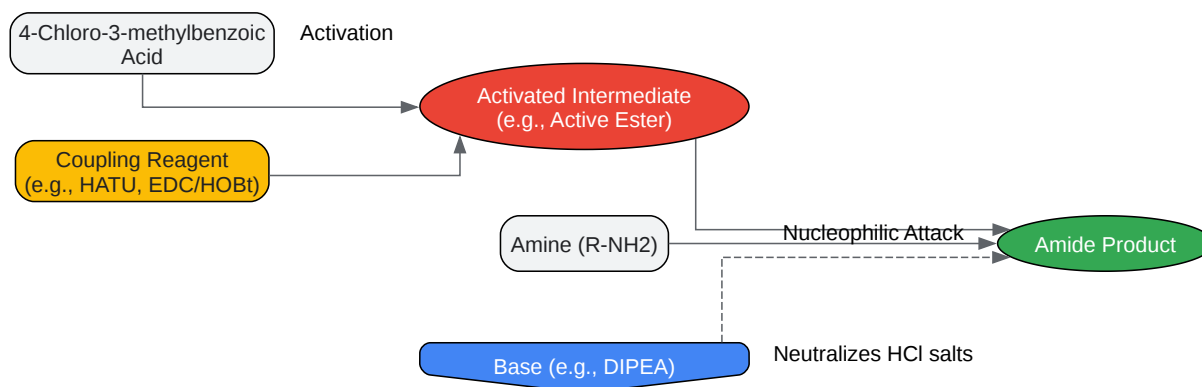 4-Chloro-3-methylbenzoic
Acid
Activation
Activated Intermediate
(e.g., Active Ester)
Coupling Reagent
(e.g., HATU, EDC/HOBt)
Amine (R-NH2)
Nucleophilic Attack
Amide Product
Base (e.g., DIPEA)
Neutralizes HCl salts